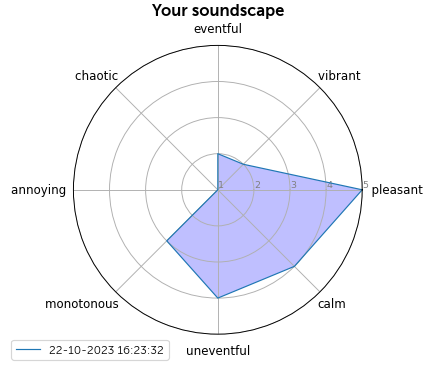 Your soundscape
eventful
chaotic
vibrant
annoying
1
2
3
4
5
pleasant
monotonous
calm
22-10-2023 16:23:32
uneventful